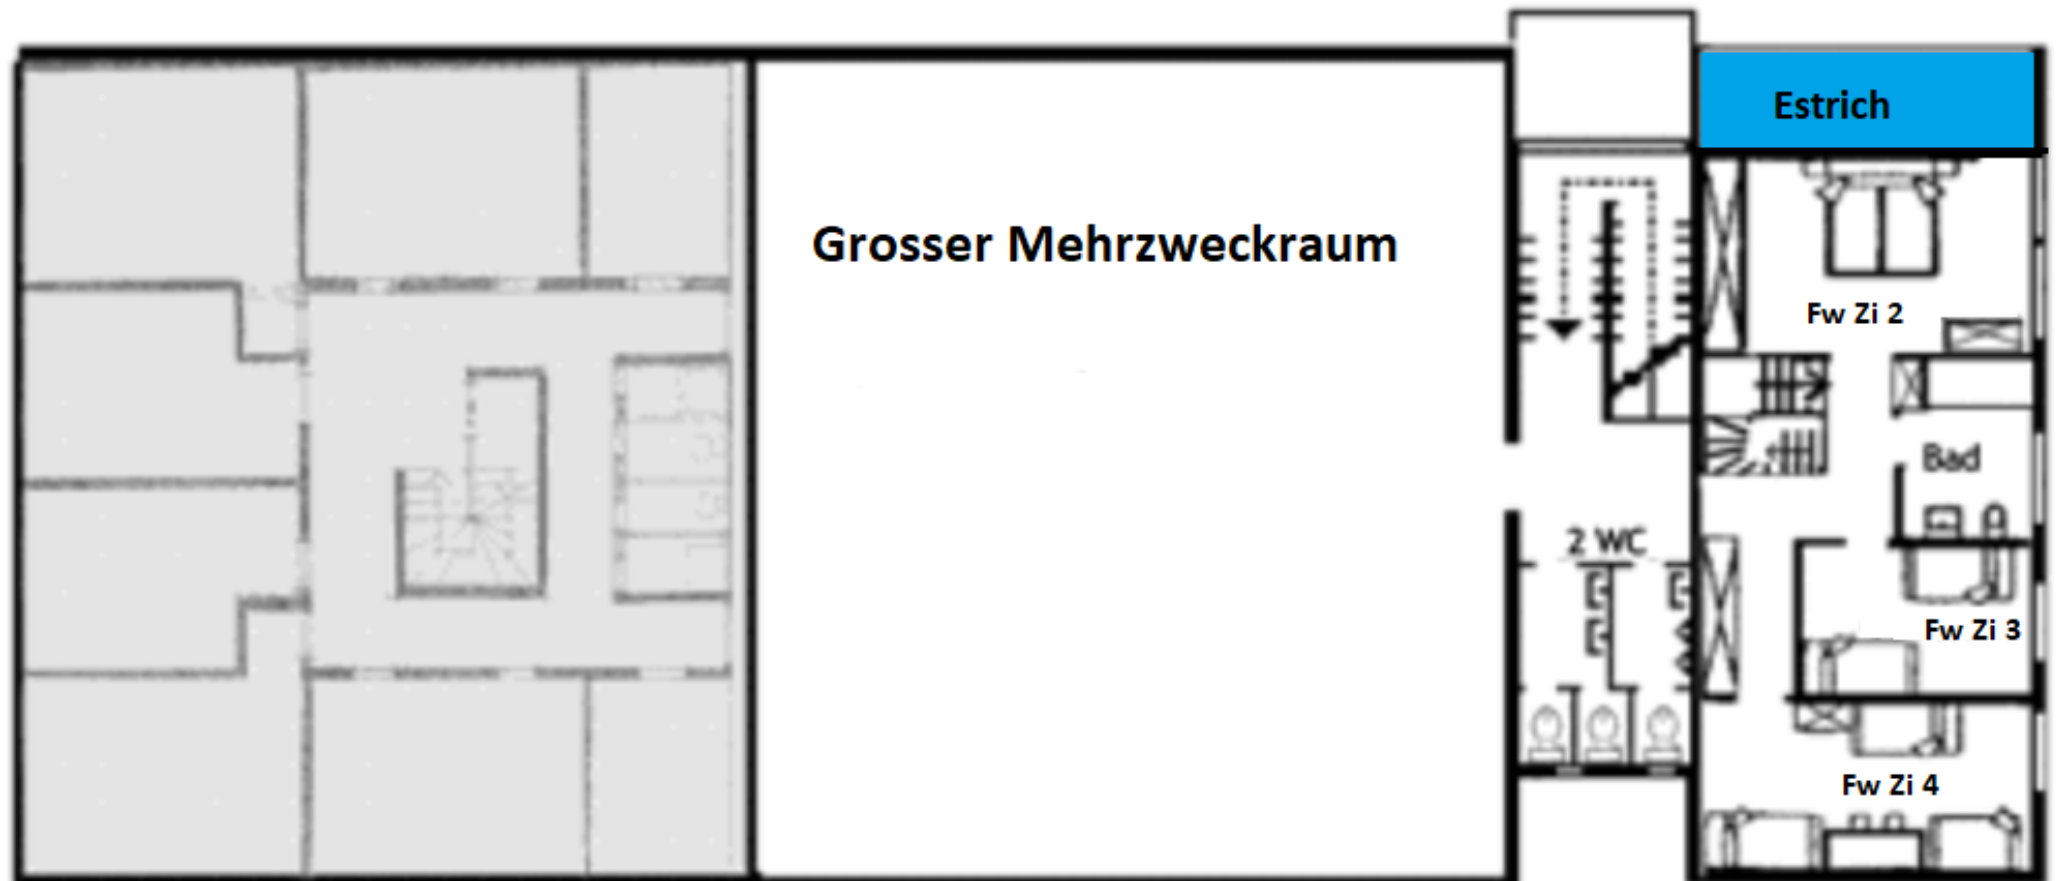 Estrich
Grosser Mehrzweckraum
Fw Zi 2
Bad
2 WC
Fw Zi 3
Fw Zi 4